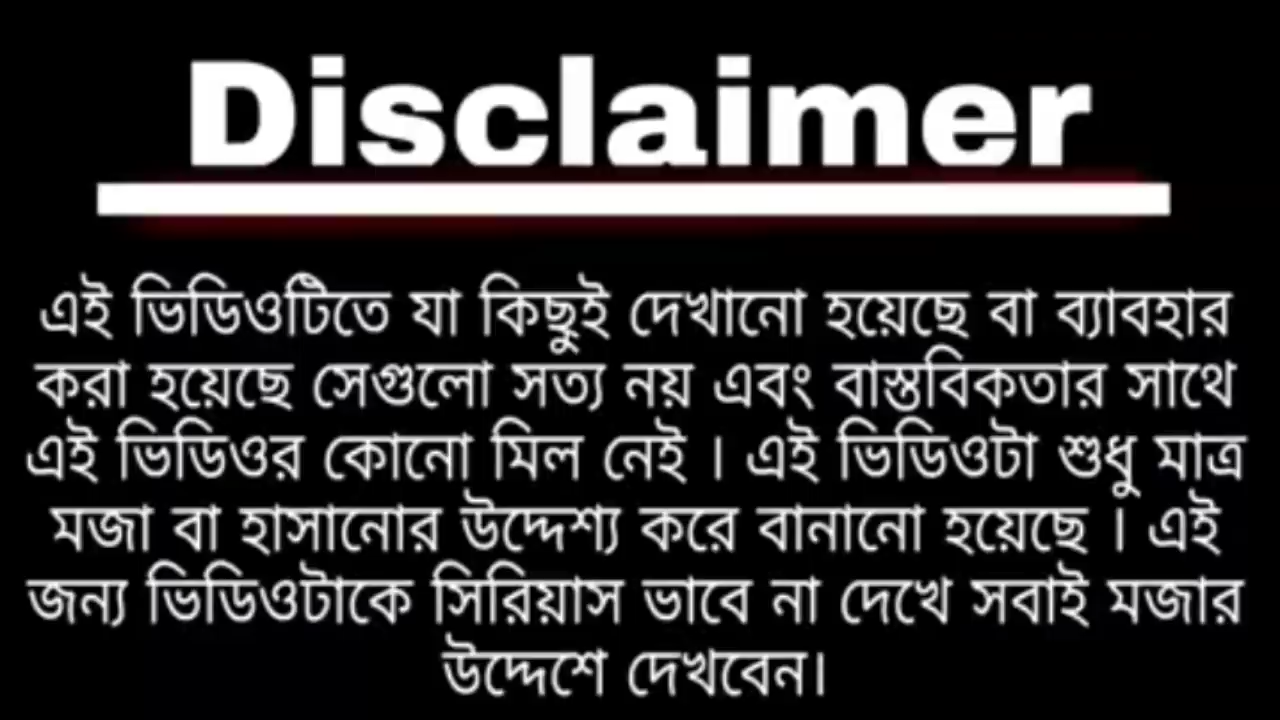 Disclaimer
এই ভিডিওটিতে যা কিছুই দেখানো হয়েছে বা ব্যাবহার
করা হয়েছে সেগুলো সত্য নয় এবং বাস্তবিকতার সাথে
এই ভিডিওর কোনো মিল নেই । এই ভিডিওটা শুধু মাত্র
মজা বা হাসানোর উদ্দেশ্য করে বানানো হয়েছে । এই
জন্য ভিডিওটাকে সিরিয়াস ভাবে না দেখে সবাই মজার
উদ্দেশে দেখবেন।